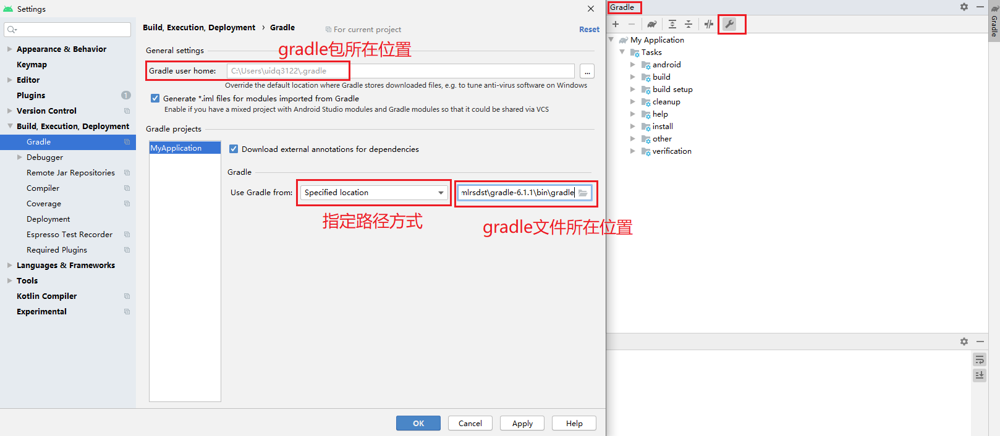 Settings
Appearance & Behavior
Keymap
Editor
Plugins
1
Version Control
Build, Execution, Deployment
Gradle
Debugger
Remote Jar Repositories
Compiler
Coverage
Deployment
Espresso Test Recorder
Required Plugins
Languages & Frameworks
Tools
Kotlin Compiler
Experimental
Build, Execution, Deployment › Gradle
For current project
Reset
General settings
gradle包所在位置
Gradle user home:
C:\Users\uidq3122\.gradle
...
Override the default location where Gradle stores downloaded files, e.g. to tune anti-virus software on Windows
Generate *.iml files for modules imported from Gradle
Enable if you have a mixed project with Android Studio modules and Gradle modules so that it could be shared via VCS
Gradle projects
MyApplication
Download external annotations for dependencies
Gradle
Use Gradle from:
Specified location
mlrsdst\gradle-6.1.1\bin\gradle
指定路径方式
gradle文件所在位置
OK
Cancel
Apply
Help
Gradle
My Application
Tasks
android
build
build setup
cleanup
help
install
other
verification
Gradle